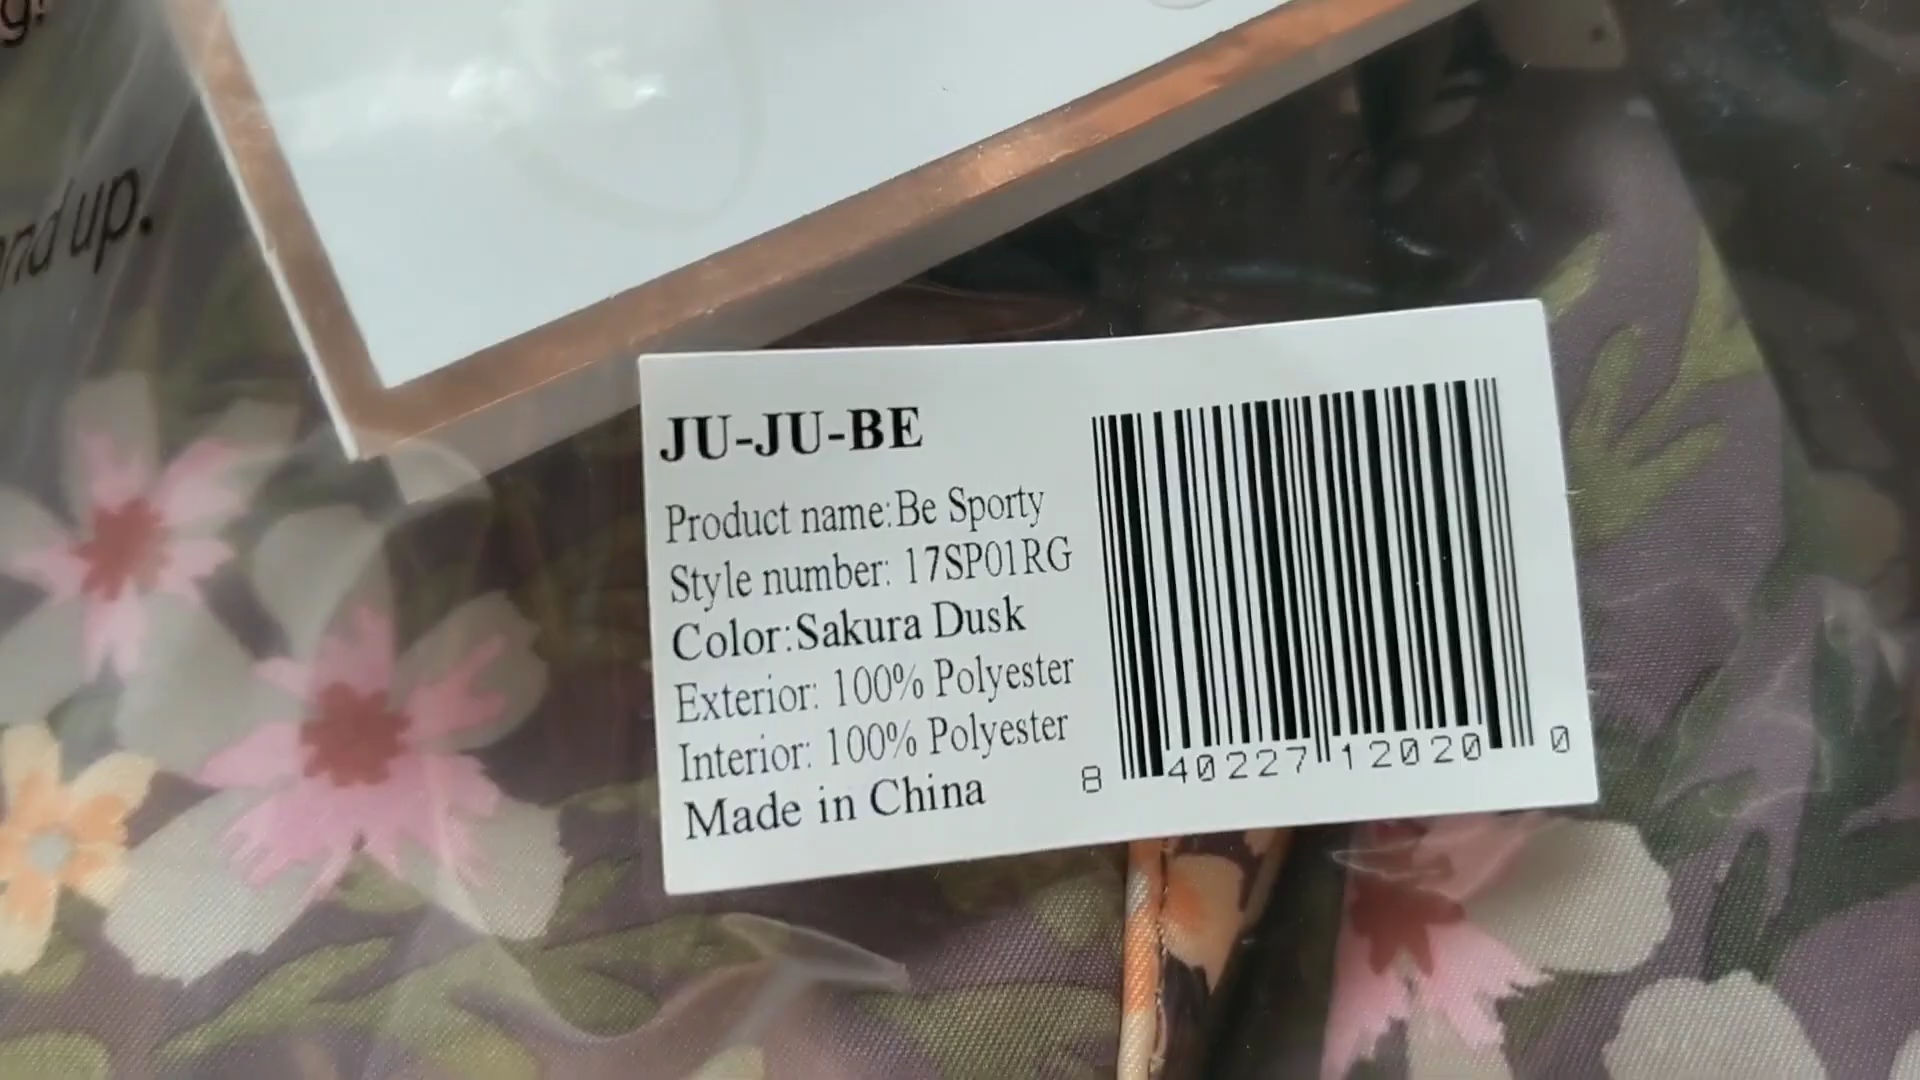 and up.
JU-JU-BE
Product name:Be Sporty
Style number: 17SP01RG
Color:Sakura Dusk
Exterior: 100% Polyester
Interior: 100% Polyester
Made in China
8 40227 12020 0